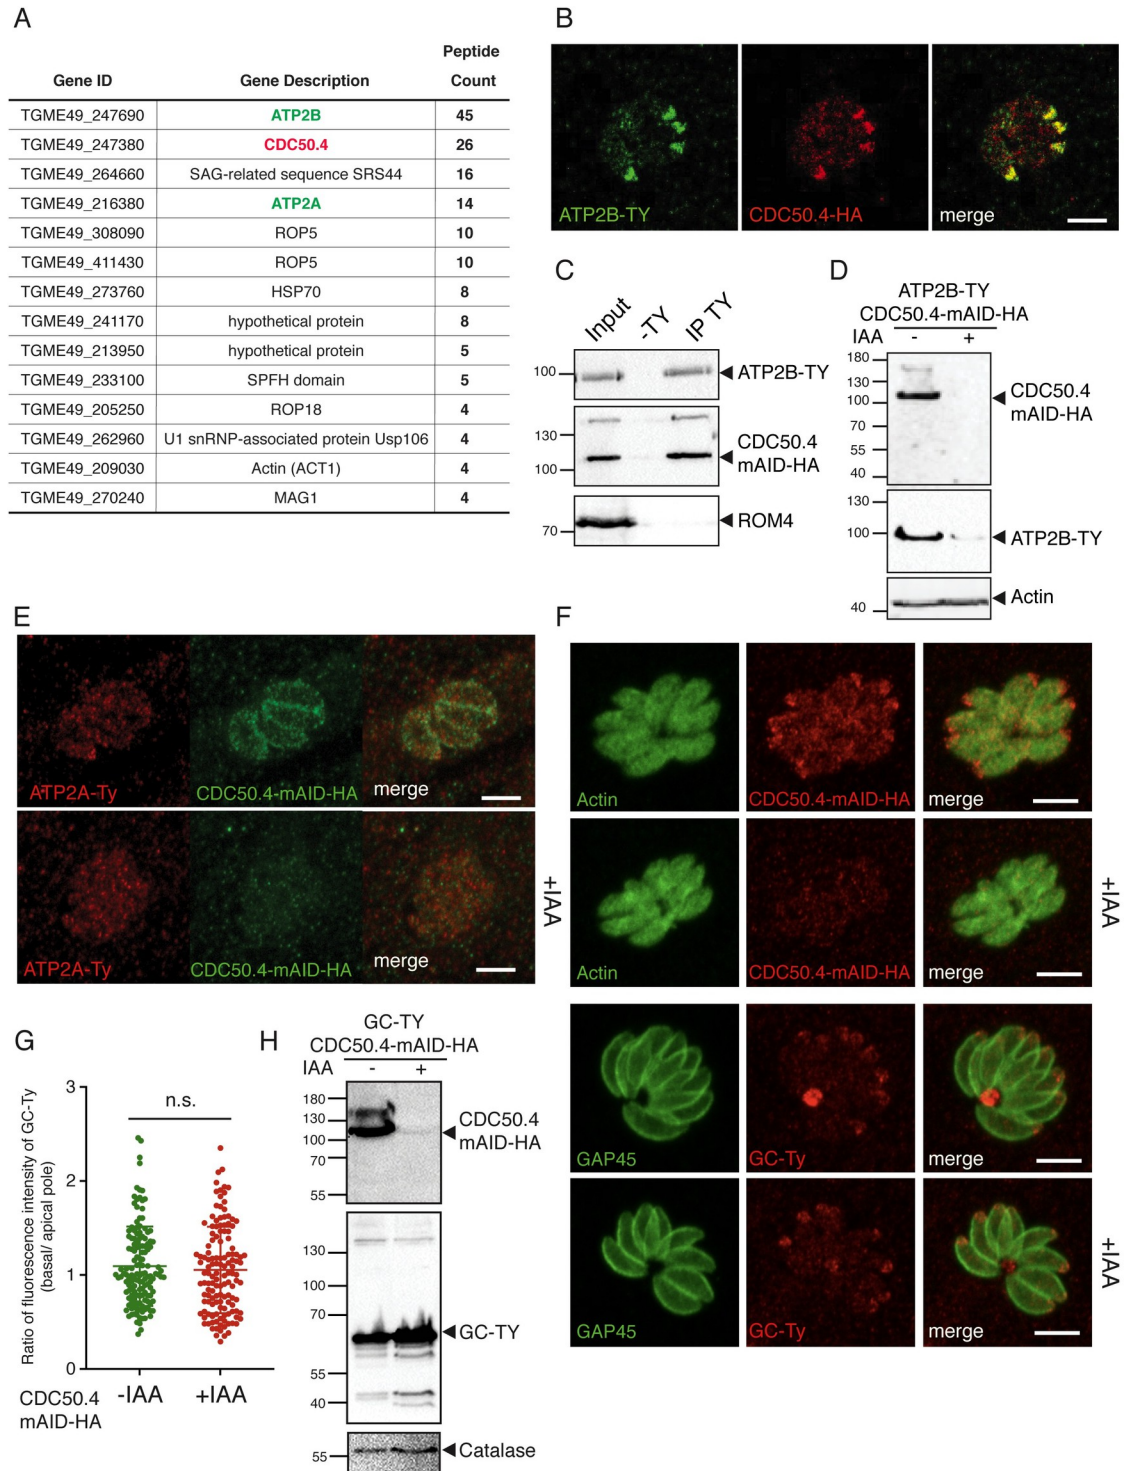 A
Peptide
Gene ID Gene Description Count
TGME49_247690 ATP2B 45
TGME49_247380 CDC50.4 26
TGME49_264660 SAG-related sequence SRS44 16
TGME49_216380 ATP2A 14
TGME49_308090 ROP5 10
TGME49_411430 ROP5 10
TGME49_273760 HSP70 8
TGME49_241170 hypothetical protein 8
TGME49_213950 hypothetical protein 5
TGME49_233100 SPFH domain 5
TGME49_205250 ROP18 4
TGME49_262960 U1 snRNP-associated protein Usp106 4
TGME49_209030 Actin (ACT1) 4
TGME49_270240 MAG1 4
B
ATP2B-TY CDC50.4-HA merge
C
Input -TY IP TY
100 ATP2B-TY
130
100
CDC50.4
mAID-HA
70
ROM4
D
ATP2B-TY
CDC50.4-mAID-HA
IAA - +
180
130
100
70
55
40
CDC50.4
mAID-HA
130
100
ATP2B-TY
40
Actin
E
ATP2A-Ty CDC50.4-mAID-HA merge
ATP2A-Ty CDC50.4-mAID-HA merge
+IAA
F
Actin CDC50.4-mAID-HA merge
Actin CDC50.4-mAID-HA merge
+IAA
GAP45 GC-Ty merge
GAP45 GC-Ty merge
+IAA
G
Ratio of fluorescence intensity of GC-Ty
(basal/ apical pole)
3
2
1
0
n.s.
CDC50.4
mAID-HA
-IAA +IAA
H
GC-TY
CDC50.4-mAID-HA
IAA - +
180
130
100
70
55
CDC50.4
mAID-HA
130
100
70
55
40
GC-TY
55
Catalase